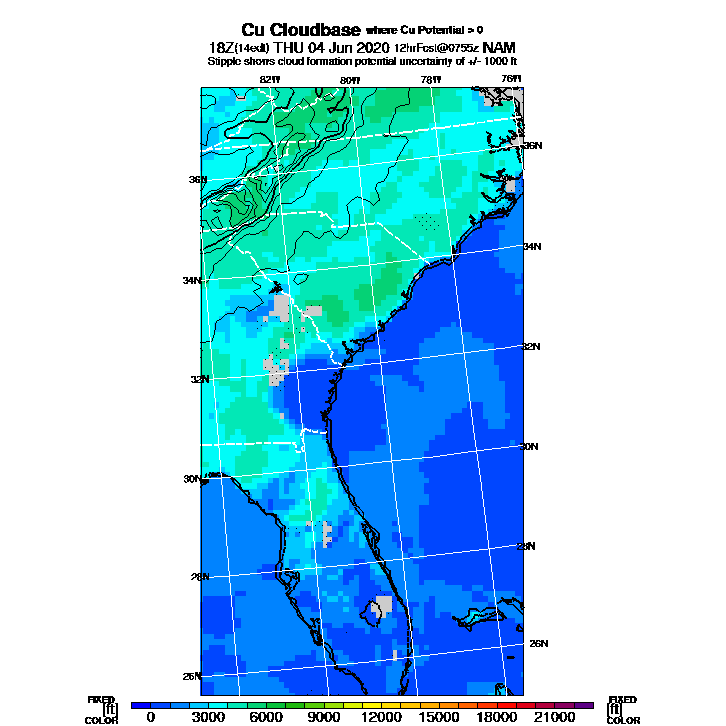 Cu Cloudbase where Cu Potential > 0
18Z(14edt) THU 04 Jun 2020 12hrFcst@0755z NAM
Stipple shows cloud formation potential uncertainty of +/- 1000 ft
82W 80W 78W 76W
36N
36N
34N
34N
32N
32N
30N
30N
28N
28N
26N
26N
FIXED FIXED
[ft] [ft]
COLOR 0 3000 6000 9000 12000 15000 18000 21000 COLOR